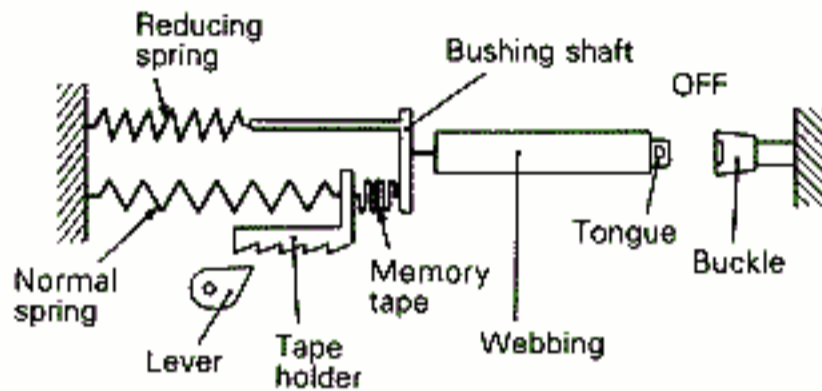 Reducing
spring
Bushing shaft
OFF
Normal
spring
Lever
Tape
holder
Memory
tape
Webbing
Tongue
Buckle